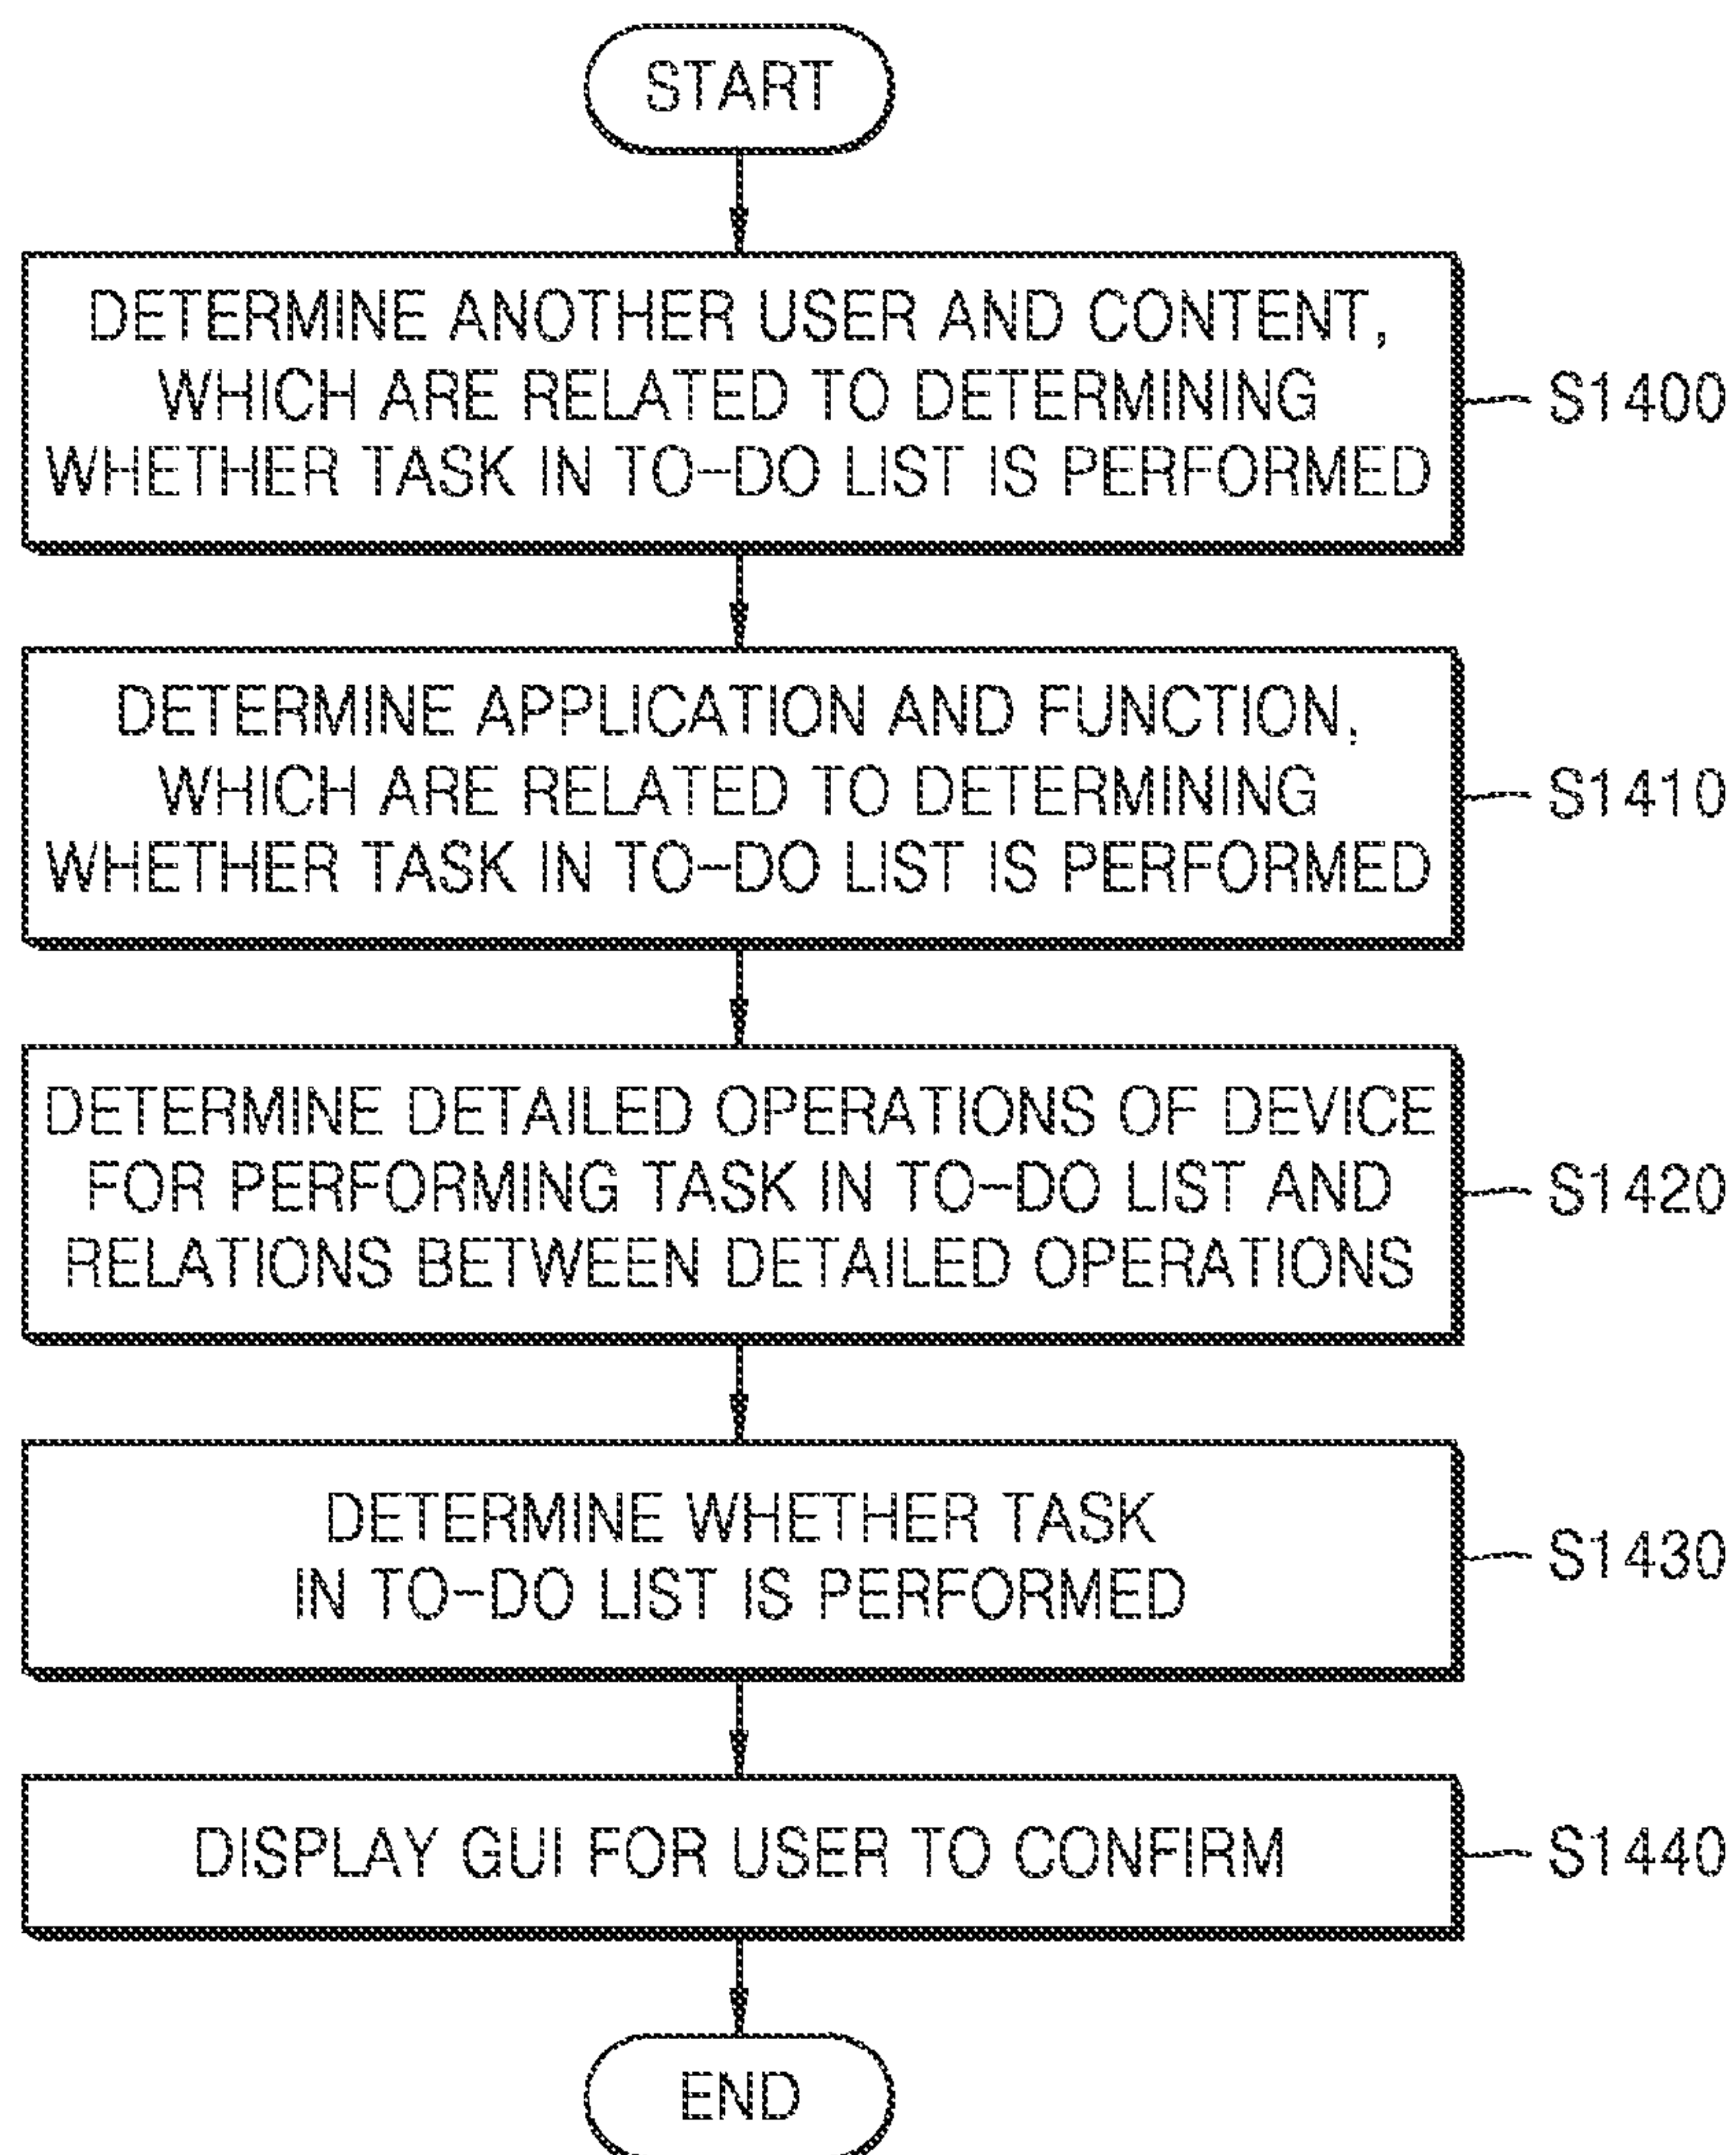 START
DETERMINE ANOTHER USER AND CONTENT,
WHICH ARE RELATED TO DETERMINING
WHETHER TASK IN TO-DO LIST IS PERFORMED
S1400
DETERMINE APPLICATION AND FUNCTION,
WHICH ARE RELATED TO DETERMINING
WHETHER TASK IN TO-DO LIST IS PERFORMED
S1410
DETERMINE DETAILED OPERATIONS OF DEVICE
FOR PERFORMING TASK IN TO-DO LIST AND
RELATIONS BETWEEN DETAILED OPERATIONS
S1420
DETERMINE WHETHER TASK
IN TO-DO LIST IS PERFORMED
S1430
DISPLAY GUI FOR USER TO CONFIRM
S1440
END